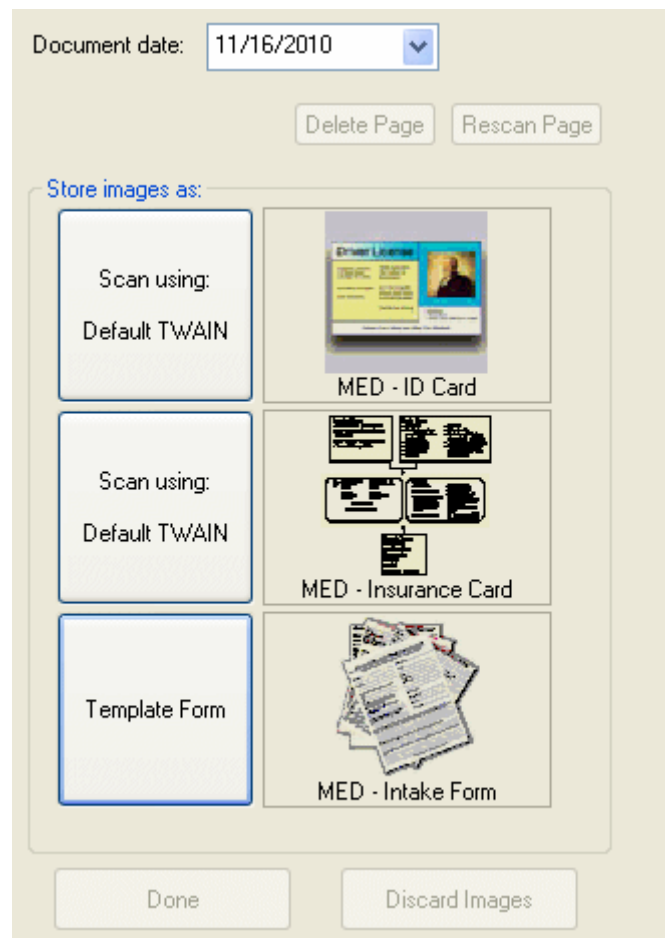 Document date: 11/16/2010
Delete Page Rescan Page
Store images as:
Scan using:
Default TWAIN
Driver License
MED - ID Card
Scan using:
Default TWAIN
MED - Insurance Card
Template Form
MED - Intake Form
Done Discard Images